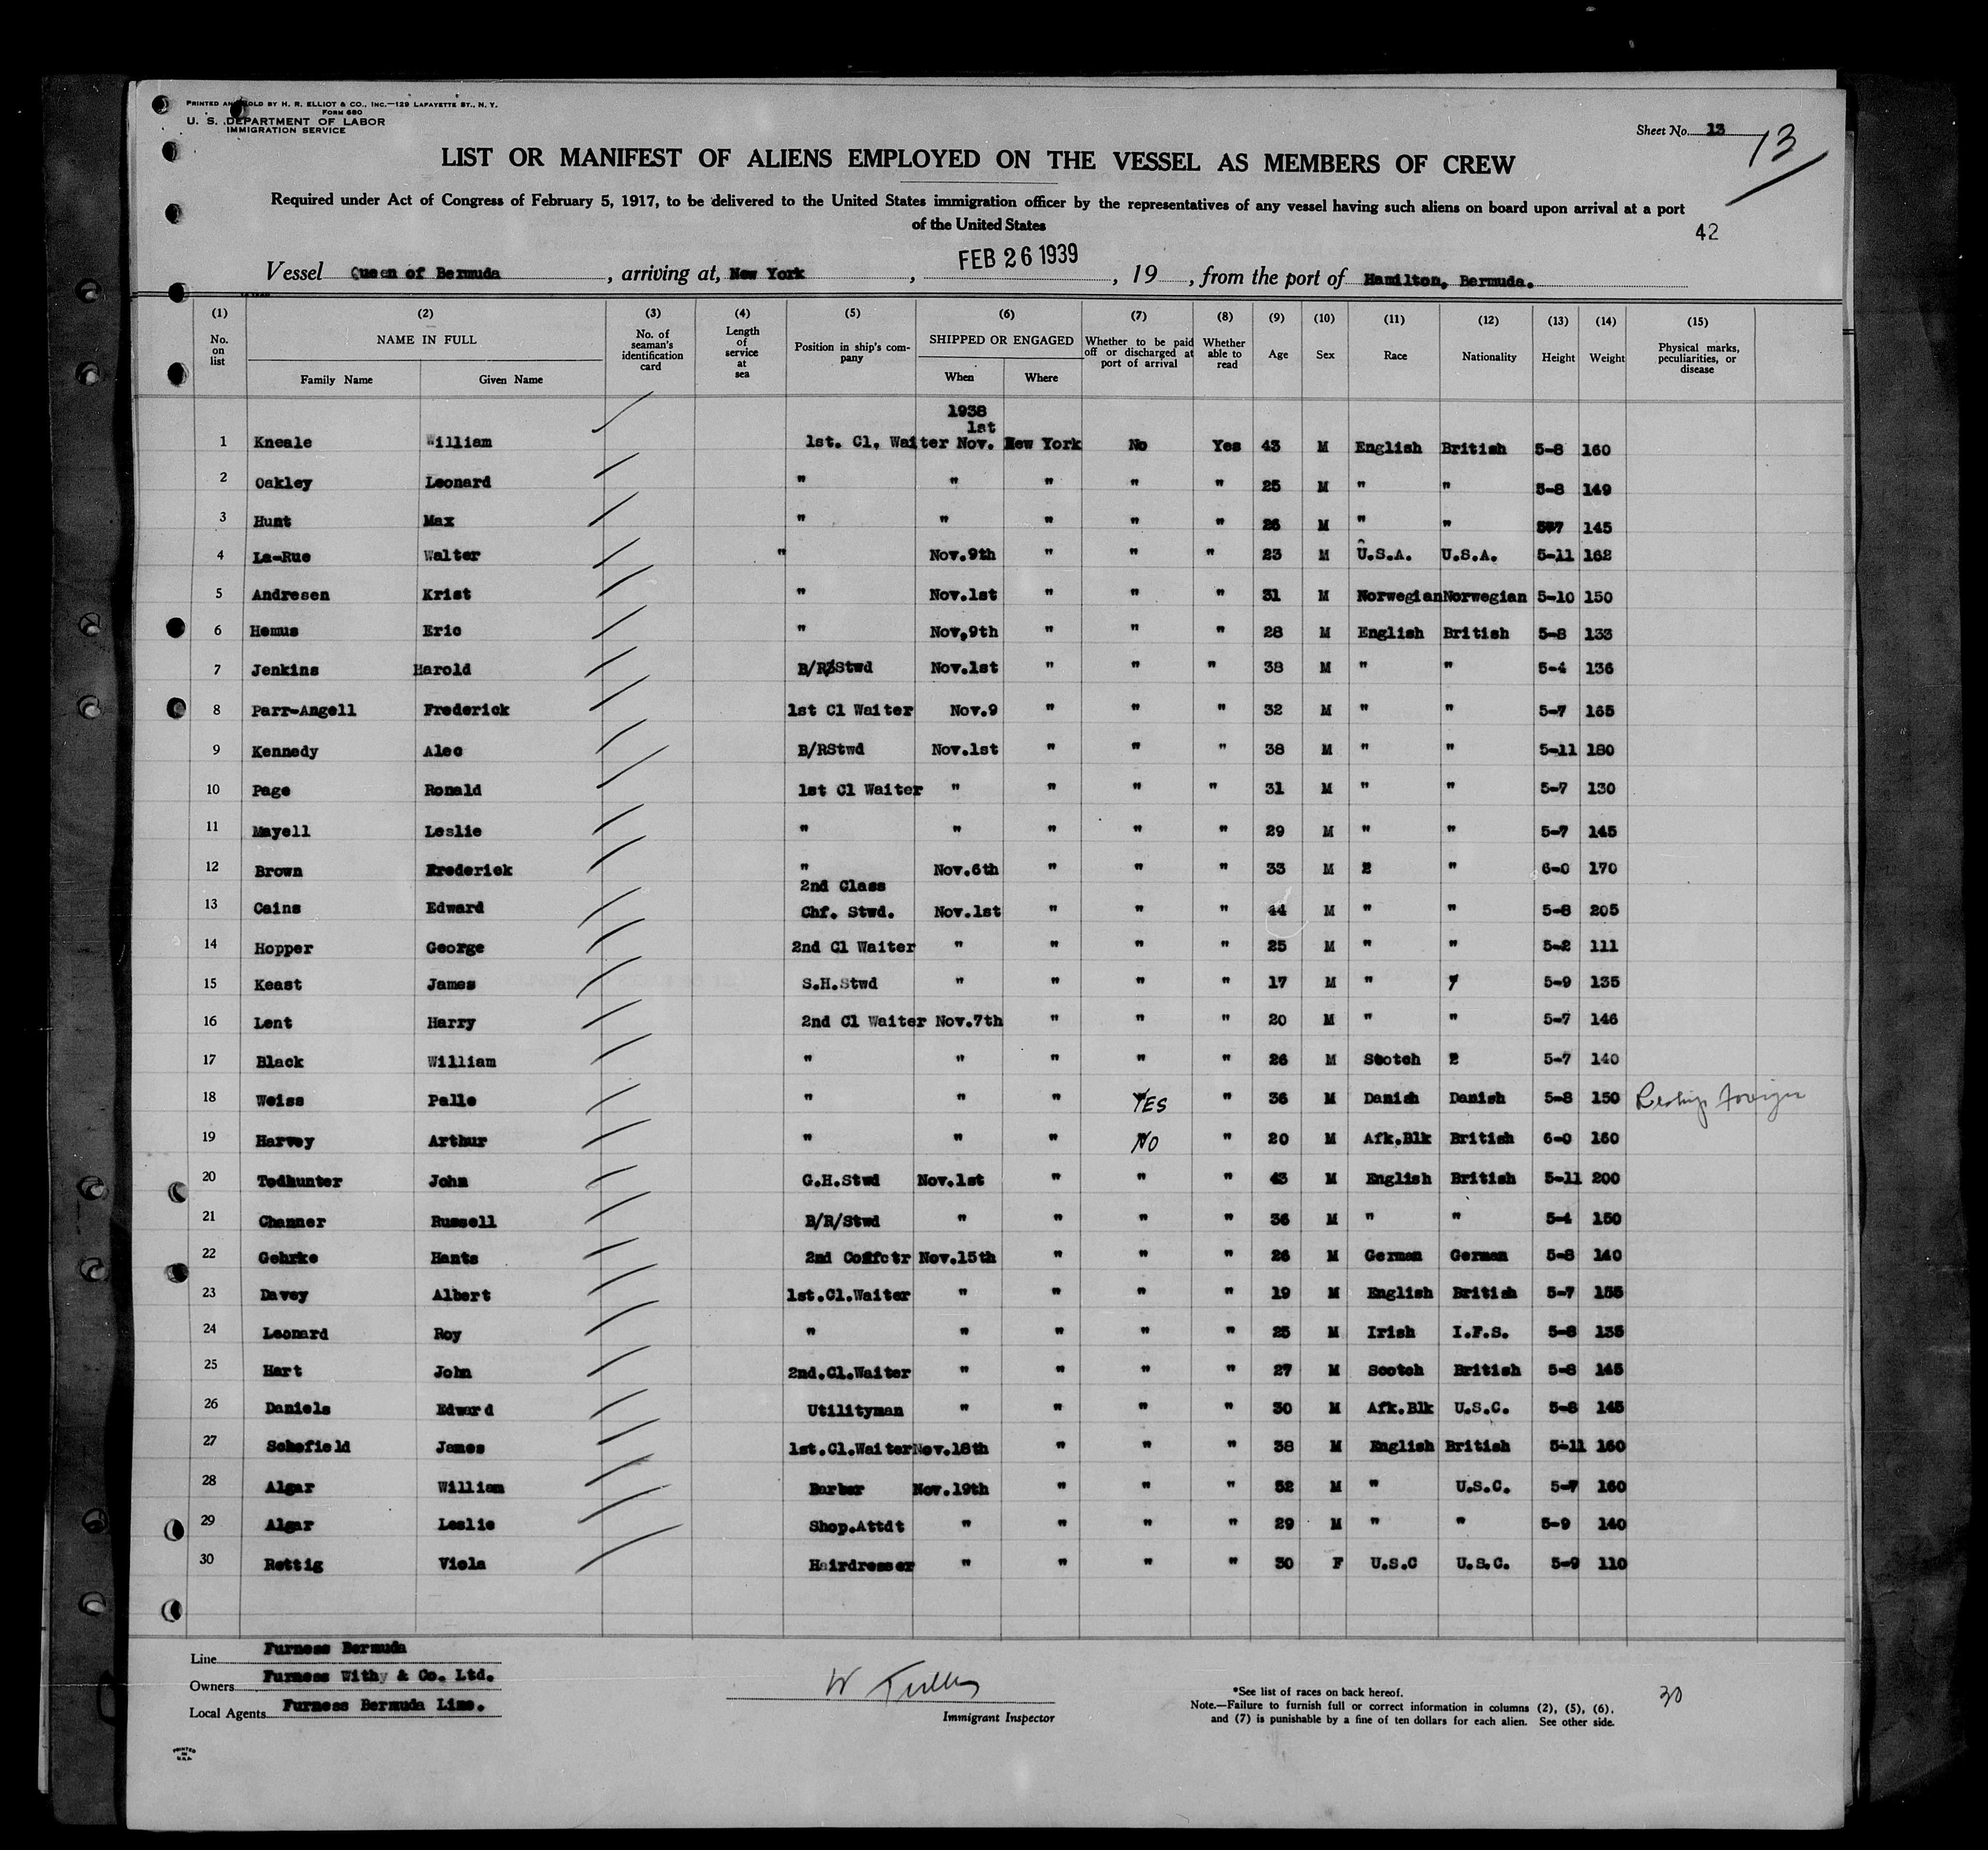 PRINTED AND SOLD BY H. R. ELLIOT & CO., INC.—129 LAFAYETTE ST., N. Y.
FORM 680
U. S. DEPARTMENT OF LABOR
IMMIGRATION SERVICE
Sheet No. 13
13
LIST OR MANIFEST OF ALIENS EMPLOYED ON THE VESSEL AS MEMBERS OF CREW
Required under Act of Congress of February 5, 1917, to be delivered to the United States immigration officer by the representatives of any vessel having such aliens on board upon arrival at a port
of the United States
42
Vessel Queen of Bermuda, arriving at, New York, FEB 26 1939, 19, from the port of Hamilton, Bermuda.
(1) (2) (3) (4) (5) (6) (7) (8) (9) (10) (11) (12) (13) (14) (15)
No. on list NAME IN FULL Family Name Given Name No. of seaman's identification card Length of service at sea Position in ship's company SHIPPED OR ENGAGED When Where Whether to be paid off or discharged at port of arrival Whether able to read Age Sex Race Nationality Height Weight Physical marks, peculiarities, or disease
1938
1st
1 Kneale William 1st. Cl. Waiter Nov. New York No Yes 43 M English British 5-8 160
2 Oakley Leonard " " " " " 25 M " " 5-8 149
3 Hunt Max " " " " " 26 M " " 5-7 145
4 La-Rue Walter " Nov.9th " " " 23 M U.S.A. U.S.A. 5-11 162
5 Andresen Krist " Nov.1st " " " 31 M Norwegian Norwegian 5-10 150
6 Hemus Eric " Nov.9th " " " 28 M English British 5-8 133
7 Jenkins Harold B/R/Stwd Nov.1st " " " 38 M " " 5-4 136
8 Parr-Angell Frederick 1st Cl Waiter Nov.9 " " " 32 M " " 5-7 165
9 Kennedy Alec B/RStwd Nov.1st " " " 38 M " " 5-11 180
10 Page Ronald 1st Cl Waiter " " " " 31 M " " 5-7 130
11 Mayell Leslie " " " " " 29 M " " 5-7 145
12 Brown Frederick " Nov.6th " " " 33 M 2 " 6-0 170
2nd Class
13 Cains Edward Chf. Stwd. Nov.1st " " " 44 M " " 5-8 205
14 Hopper George 2nd Cl Waiter " " " " 25 M " " 5-2 111
15 Keast James S.H.Stwd " " " " 17 M " " 5-9 135
16 Lent Harry 2nd Cl Waiter Nov.7th " " " 20 M " " 5-7 146
17 Black William " " " " " 26 M Scotch 2 5-7 140
18 Weiss Palle " " " YES " 36 M Danish Danish 5-8 150 Reship foreign
19 Harvey Arthur " " " NO " 20 M Afk.Blk British 6-0 160
20 Todhunter John G.H.Stwd Nov.1st " " " 43 M English British 5-11 200
21 Channer Russell B/R/Stwd " " " " 36 M " " 5-4 150
22 Gehrke Hants 2nd Confctr Nov.15th " " " 26 M German German 5-8 140
23 Davey Albert 1st.Cl.Waiter " " " " 19 M English British 5-7 155
24 Leonard Roy " " " " " 25 M Irish I.F.S. 5-8 135
25 Hart John 2nd.Cl.Waiter " " " " 27 M Scotch British 5-8 145
26 Daniels Edward Utilityman " " " " 30 M Afk.Blk U.S.C. 5-8 145
27 Schofield James 1st.Cl.Waiter Nov.18th " " " 38 M English British 5-11 160
28 Algar William Barber Nov.19th " " " 52 M " U.S.C. 5-7 160
29 Algar Leslie Shop.Attdt " " " " 29 M " " 5-9 140
30 Rettig Viola Hairdresser " " " " 30 F U.S.C U.S.C. 5-9 110
Line Furness Bermuda
Owners Furness Withy & Co. Ltd.
Local Agents Furness Bermuda Line.
W
Immigrant Inspector
*See list of races on back hereof.
Note.—Failure to furnish full or correct information in columns (2), (5), (6),
and (7) is punishable by a fine of ten dollars for each alien. See other side.
30
PRINTED
IN
U.S.A.